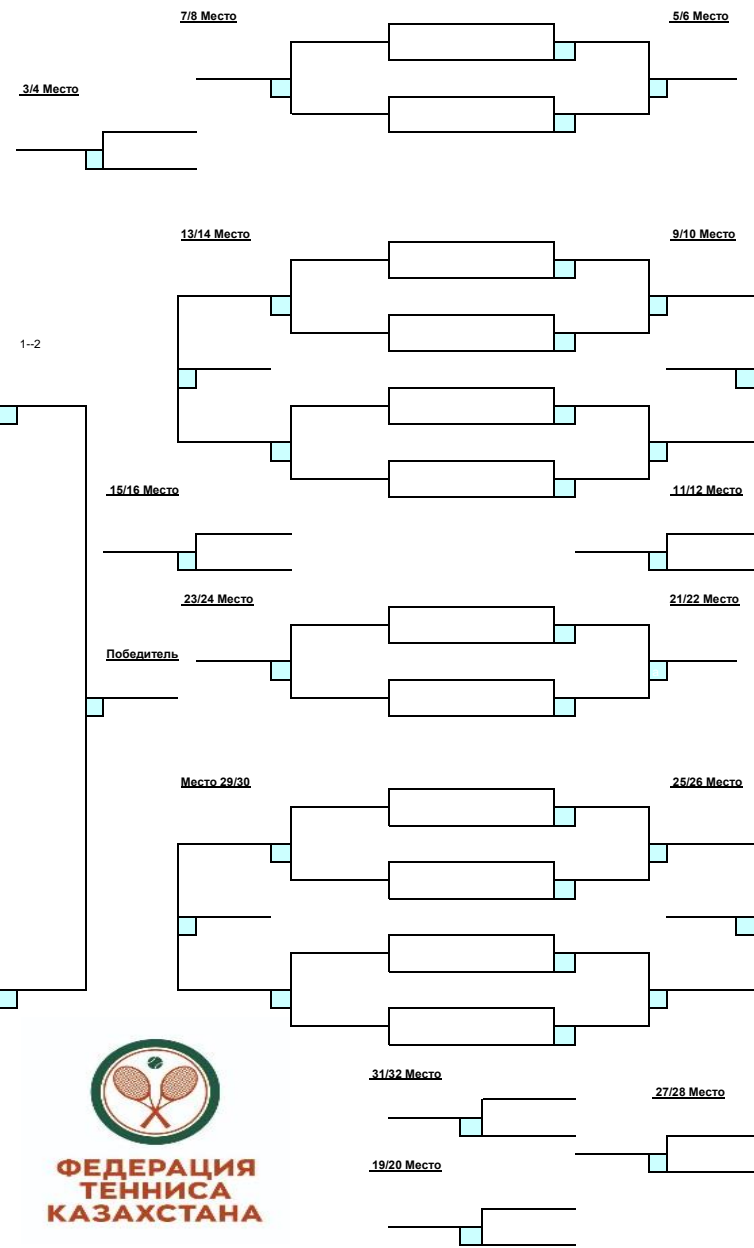 7/8 Место
5/6 Место
3/4 Место
13/14 Место
9/10 Место
1--2
15/16 Место
11/12 Место
23/24 Место
21/22 Место
Победитель
Место 29/30
25/26 Место
31/32 Место
27/28 Место
19/20 Место
ФЕДЕРАЦИЯ
ТЕННИСА
КАЗАХСТАНА